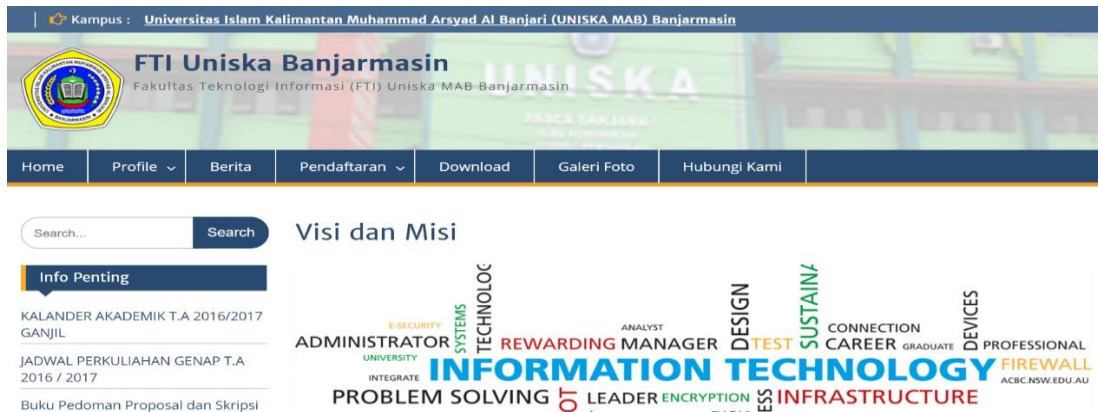 Kampus : Universitas Islam Kalimantan Muhammad Arsyad Al Banjari (UNISKA MAB) Banjarmasin
FTI Uniska Banjarmasin
Fakultas Teknologi Informasi (FTI) Uniska MAB Banjarmasin
UNISKA
PASCA SARJANA
Home Profile Berita Pendaftaran Download Galeri Foto Hubungi Kami
Search... Search
Visi dan Misi
Info Penting
KALANDER AKADEMIK T.A 2016/2017
GANJIL
JADWAL PERKULIAHAN GENAP T.A
2016 / 2017
Buku Pedoman Proposal dan Skripsi
E-SECURITY SYSTEMS TECHNOLOG ANALYST DESIGN SUSTAINA CONNECTION DEVICES
ADMINISTRATOR REWARDING MANAGER TEST CAREER GRADUATE PROFESSIONAL
UNIVERSITY INTEGRATE INFORMATION TECHNOLOGY FIREWALL
ACBC.NSW.EDU.AU
PROBLEM SOLVING LEADER ENCRYPTION INFRASTRUCTURE